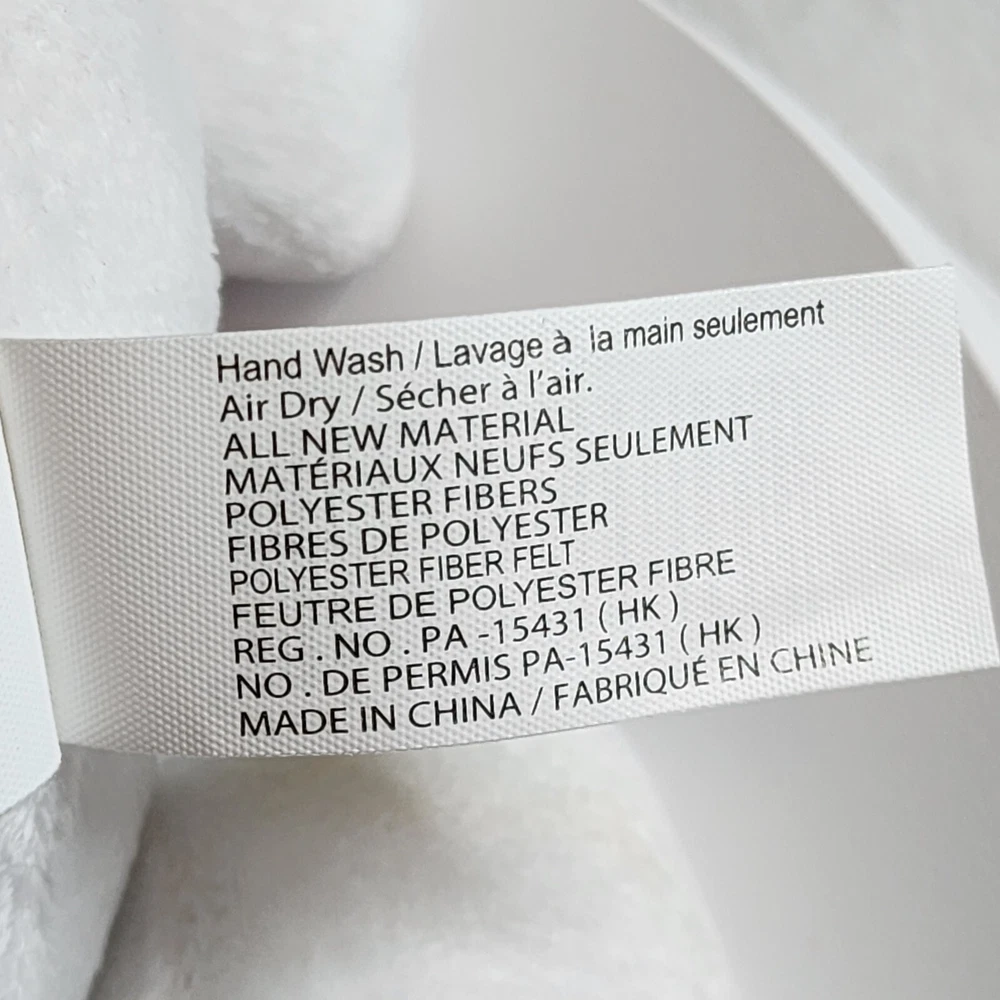 Hand Wash / Lavage à la main seulement
Air Dry / Sécher à l'air.
ALL NEW MATERIAL
MATÉRIAUX NEUFS SEULEMENT
POLYESTER FIBERS
FIBRES DE POLYESTER
POLYESTER FIBER FELT
FEUTRE DE POLYESTER FIBRE
REG . NO . PA -15431 ( HK )
NO . DE PERMIS PA-15431 ( HK )
MADE IN CHINA / FABRIQUÉ EN CHINE